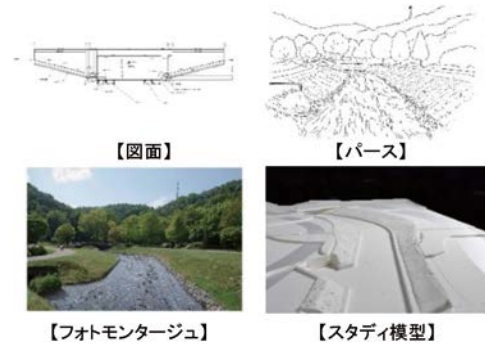 【図面】
【パース】
【フォトモンタージュ】
【スタディ模型】